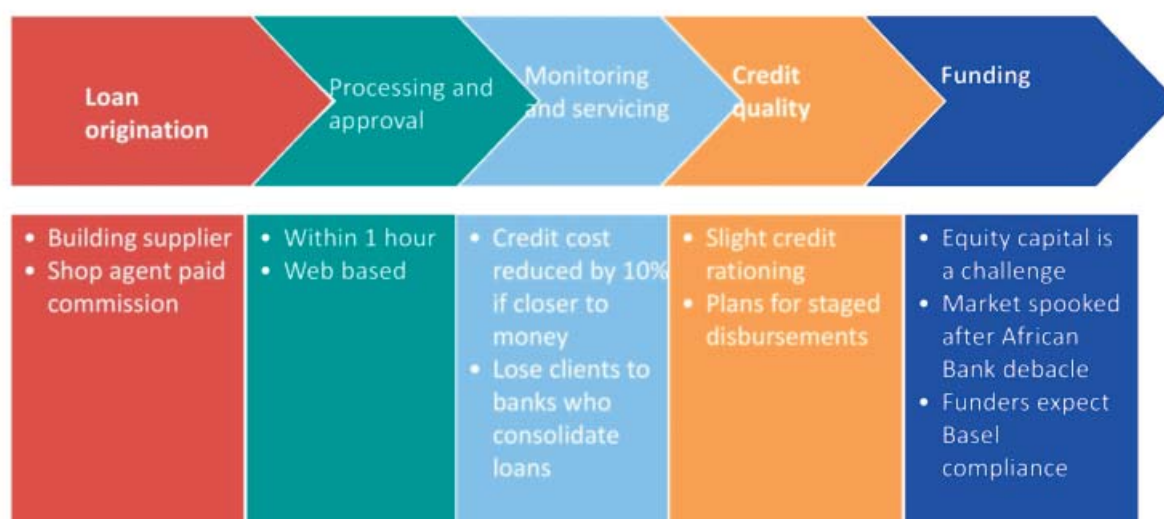 Loan
origination
Processing and
approval
Monitoring
and servicing
Credit
quality
Funding
• Building supplier
• Shop agent paid
commission
• Within 1 hour
• Web based
• Credit cost
reduced by 10%
if closer to
money
• Lose clients to
banks who
consolidate
loans
• Slight credit
rationing
• Plans for staged
disbursements
• Equity capital is
a challenge
• Market spooked
after African
Bank debacle
• Funders expect
Basel
compliance